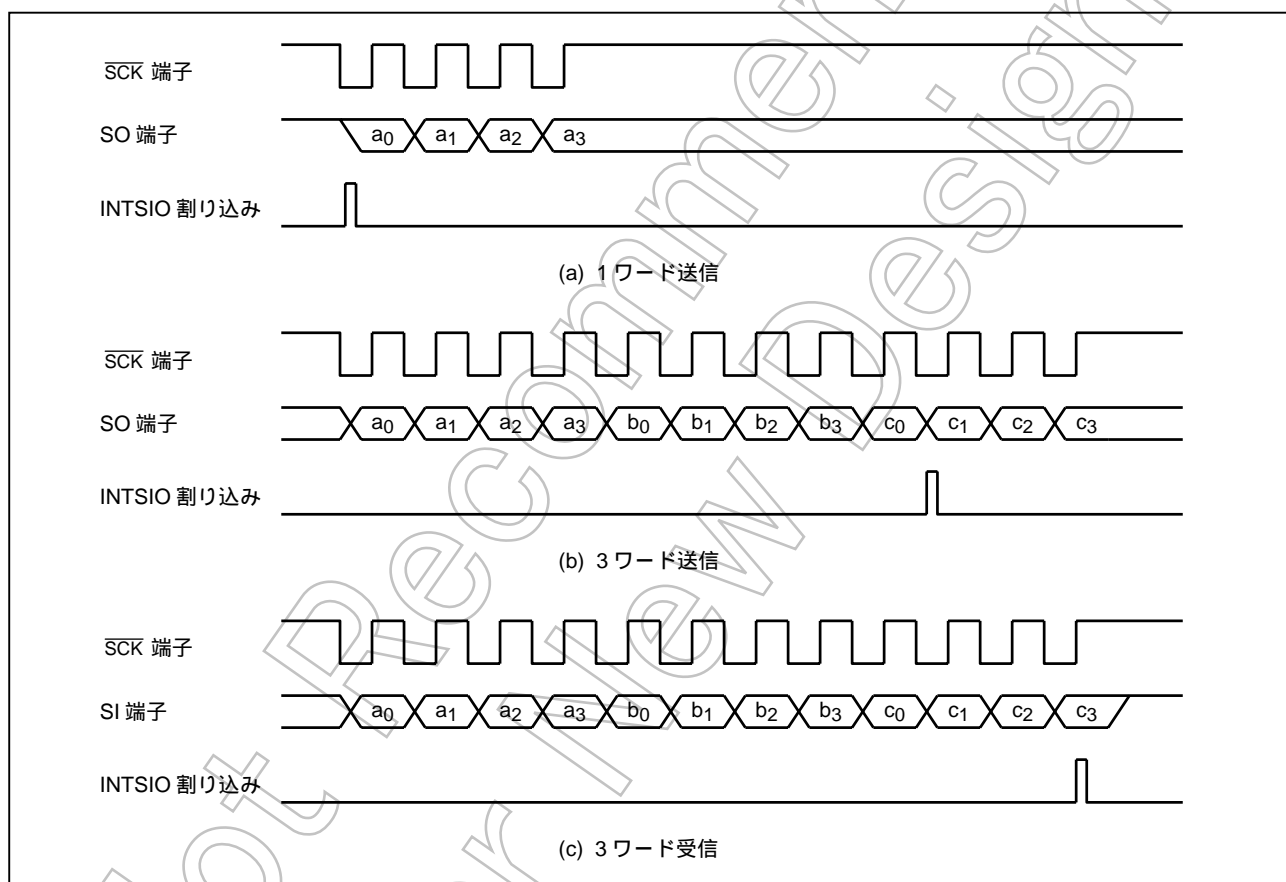 SCK 端子
SO 端子
a0 a1 a2 a3
INTSIO 割り込み
(a) 1 ワード送信
SCK 端子
SO 端子
a0 a1 a2 a3 b0 b1 b2 b3 c0 c1 c2 c3
INTSIO 割り込み
(b) 3 ワード送信
SCK 端子
SI 端子
a0 a1 a2 a3 b0 b1 b2 b3 c0 c1 c2 c3
INTSIO 割り込み
(c) 3 ワード受信
New Design